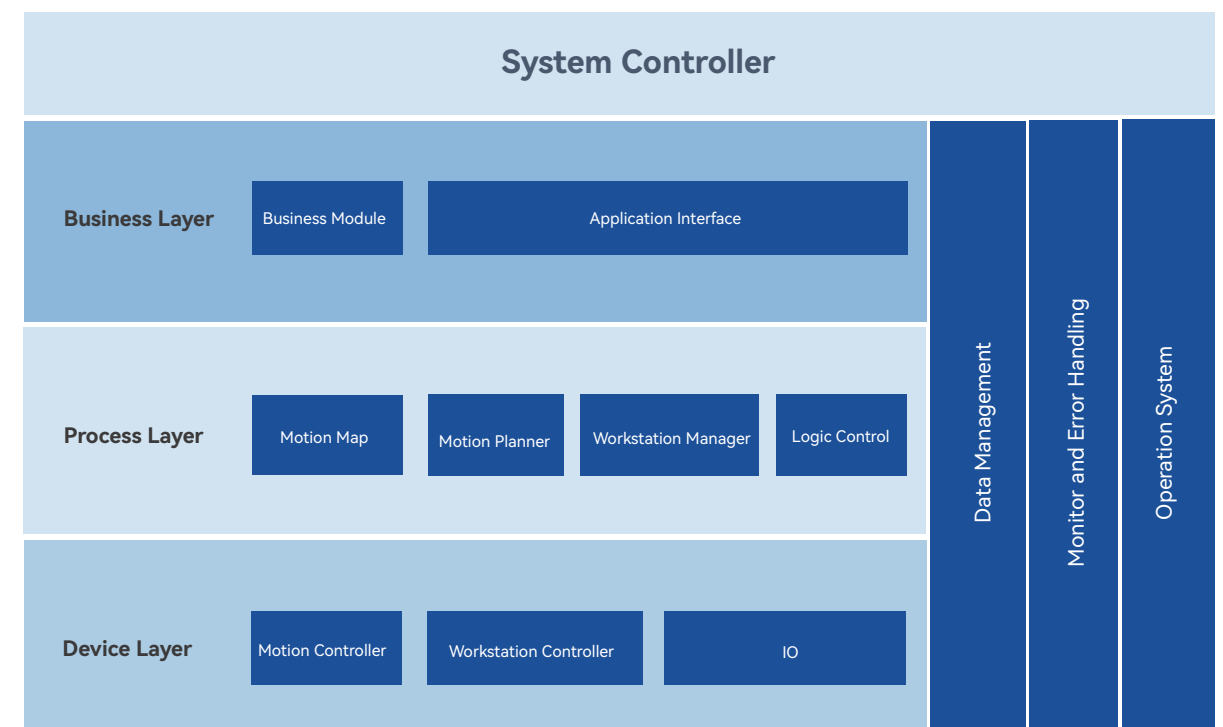 System Controller
Business Layer
Business Module
Application Interface
Process Layer
Motion Map
Motion Planner
Workstation Manager
Logic Control
Device Layer
Motion Controller
Workstation Controller
IO
Data Management
Monitor and Error Handling
Operation System